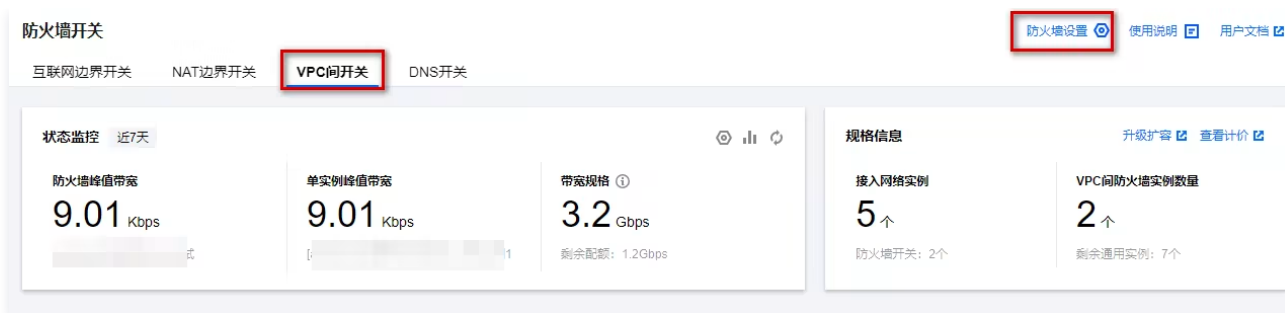 防火墙开关
防火墙设置 使用说明 用户文档
互联网边界开关 NAT边界开关 VPC间开关 DNS开关
状态监控 近7天
规格信息 升级扩容 查看计价
防火墙峰值带宽 单实例峰值带宽 带宽规格
9.01 Kbps 9.01 Kbps 3.2 Gbps
剩余配额：1.2Gbps
接入网络实例 VPC间防火墙实例数量
5个 2个
防火墙开关：2个 剩余通用实例：7个